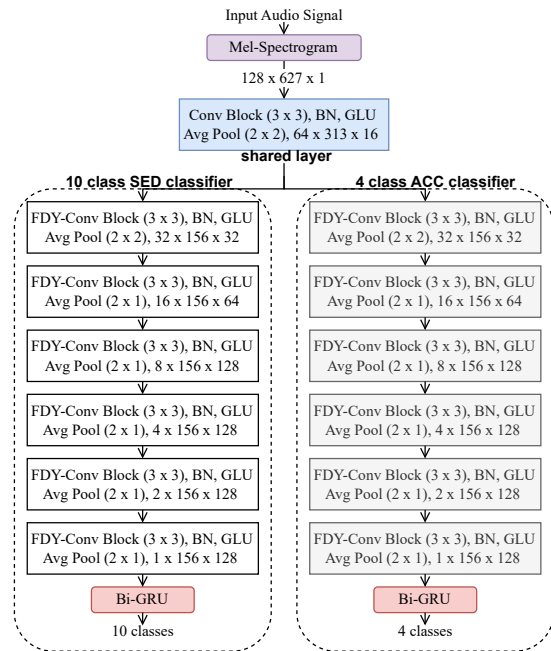 Input Audio Signal
Mel-Spectrogram
128 x 627 x 1
Conv Block (3 x 3), BN, GLU
Avg Pool (2 x 2), 64 x 313 x 16
shared layer
10 class SED classifier
FDY-Conv Block (3 x 3), BN, GLU
Avg Pool (2 x 2), 32 x 156 x 32
FDY-Conv Block (3 x 3), BN, GLU
Avg Pool (2 x 1), 16 x 156 x 64
FDY-Conv Block (3 x 3), BN, GLU
Avg Pool (2 x 1), 8 x 156 x 128
FDY-Conv Block (3 x 3), BN, GLU
Avg Pool (2 x 1), 4 x 156 x 128
FDY-Conv Block (3 x 3), BN, GLU
Avg Pool (2 x 1), 2 x 156 x 128
FDY-Conv Block (3 x 3), BN, GLU
Avg Pool (2 x 1), 1 x 156 x 128
Bi-GRU
10 classes
4 class ACC classifier
FDY-Conv Block (3 x 3), BN, GLU
Avg Pool (2 x 2), 32 x 156 x 32
FDY-Conv Block (3 x 3), BN, GLU
Avg Pool (2 x 1), 16 x 156 x 64
FDY-Conv Block (3 x 3), BN, GLU
Avg Pool (2 x 1), 8 x 156 x 128
FDY-Conv Block (3 x 3), BN, GLU
Avg Pool (2 x 1), 4 x 156 x 128
FDY-Conv Block (3 x 3), BN, GLU
Avg Pool (2 x 1), 2 x 156 x 128
FDY-Conv Block (3 x 3), BN, GLU
Avg Pool (2 x 1), 1 x 156 x 128
Bi-GRU
4 classes